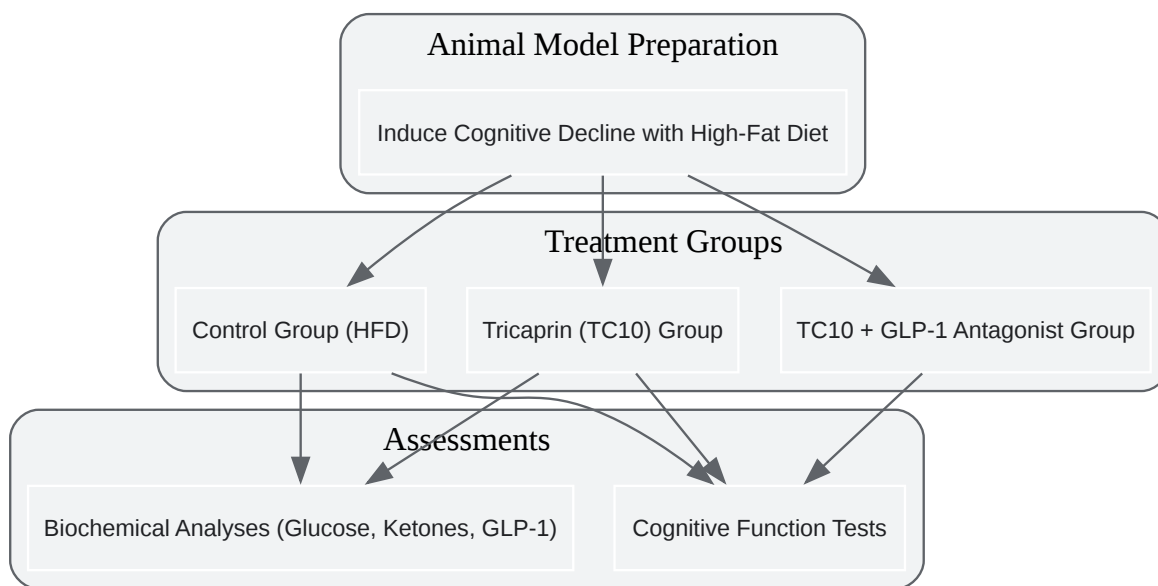 Animal Model Preparation
Induce Cognitive Decline with High-Fat Diet
Treatment Groups
Control Group (HFD)
Tricaprin (TC10) Group
TC10 + GLP-1 Antagonist Group
Assessments
Biochemical Analyses (Glucose, Ketones, GLP-1)
Cognitive Function Tests